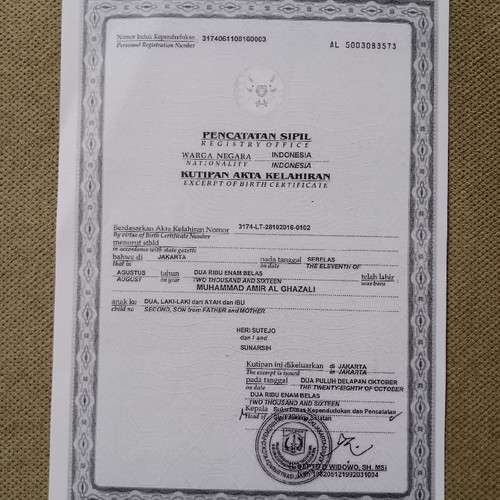 Nomor Induk Kependudukan 3174061108160003
Personal Registration Number
AL 5003083573
PENCATATAN SIPIL
REGISTRY OFFICE
WARGA NEGARA INDONESIA
NATIONALITY INDONESIA
KUTIPAN AKTA KELAHIRAN
EXCERPT OF BIRTH CERTIFICATE
Berdasarkan Akta Kelahiran Nomor 3174-LT-28102016-0102
By virtue of Birth Certificate Number
menurut stbld
in accordance with state gazette
bahwa di JAKARTA pada tanggal SEBELAS
that in on date THE ELEVENTH OF
AGUSTUS tahun DUA RIBU ENAM BELAS telah lahir
AUGUST on year TWO THOUSAND AND SIXTEEN was born
MUHAMMAD AMIR AL GHAZALI
anak ke DUA, LAKI-LAKI dari AYAH dan IBU
child no SECOND, SON from FATHER and MOTHER
HERI SUTEJO
dan / and
SUNARSIH
Kutipan ini dikeluarkan di JAKARTA
The excerpt is issued in JAKARTA
pada tanggal DUA PULUH DELAPAN OKTOBER
on date THE TWENTY-EIGHTH OF OCTOBER
DUA RIBU ENAM BELAS
TWO THOUSAND AND SIXTEEN
Kepala Suku Dinas Kependudukan dan Pencatatan
Head of Selatan
WIDOWO, SH, MSi